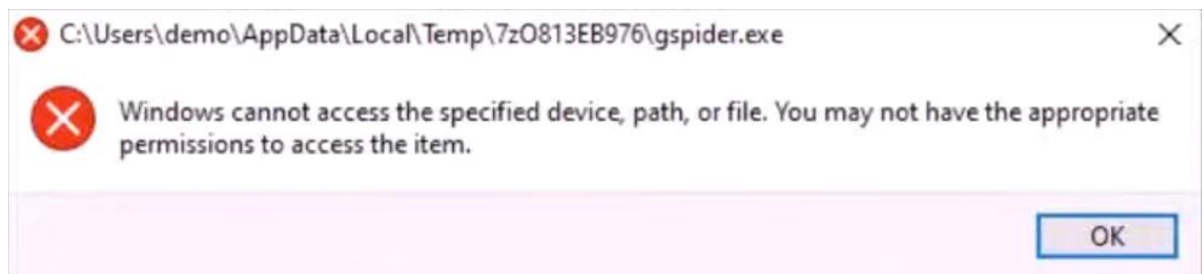 C:\Users\demo\AppData\Local\Temp\7zO813EB976\gspider.exe
Windows cannot access the specified device, path, or file. You may not have the appropriate
permissions to access the item.
OK